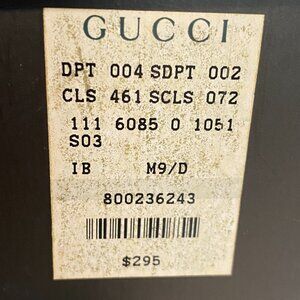 GUCCI
DPT 004 SDPT 002
CLS 461 SCLS 072
111 6085 0 1051
S03
IB M9/D
800236243
$295